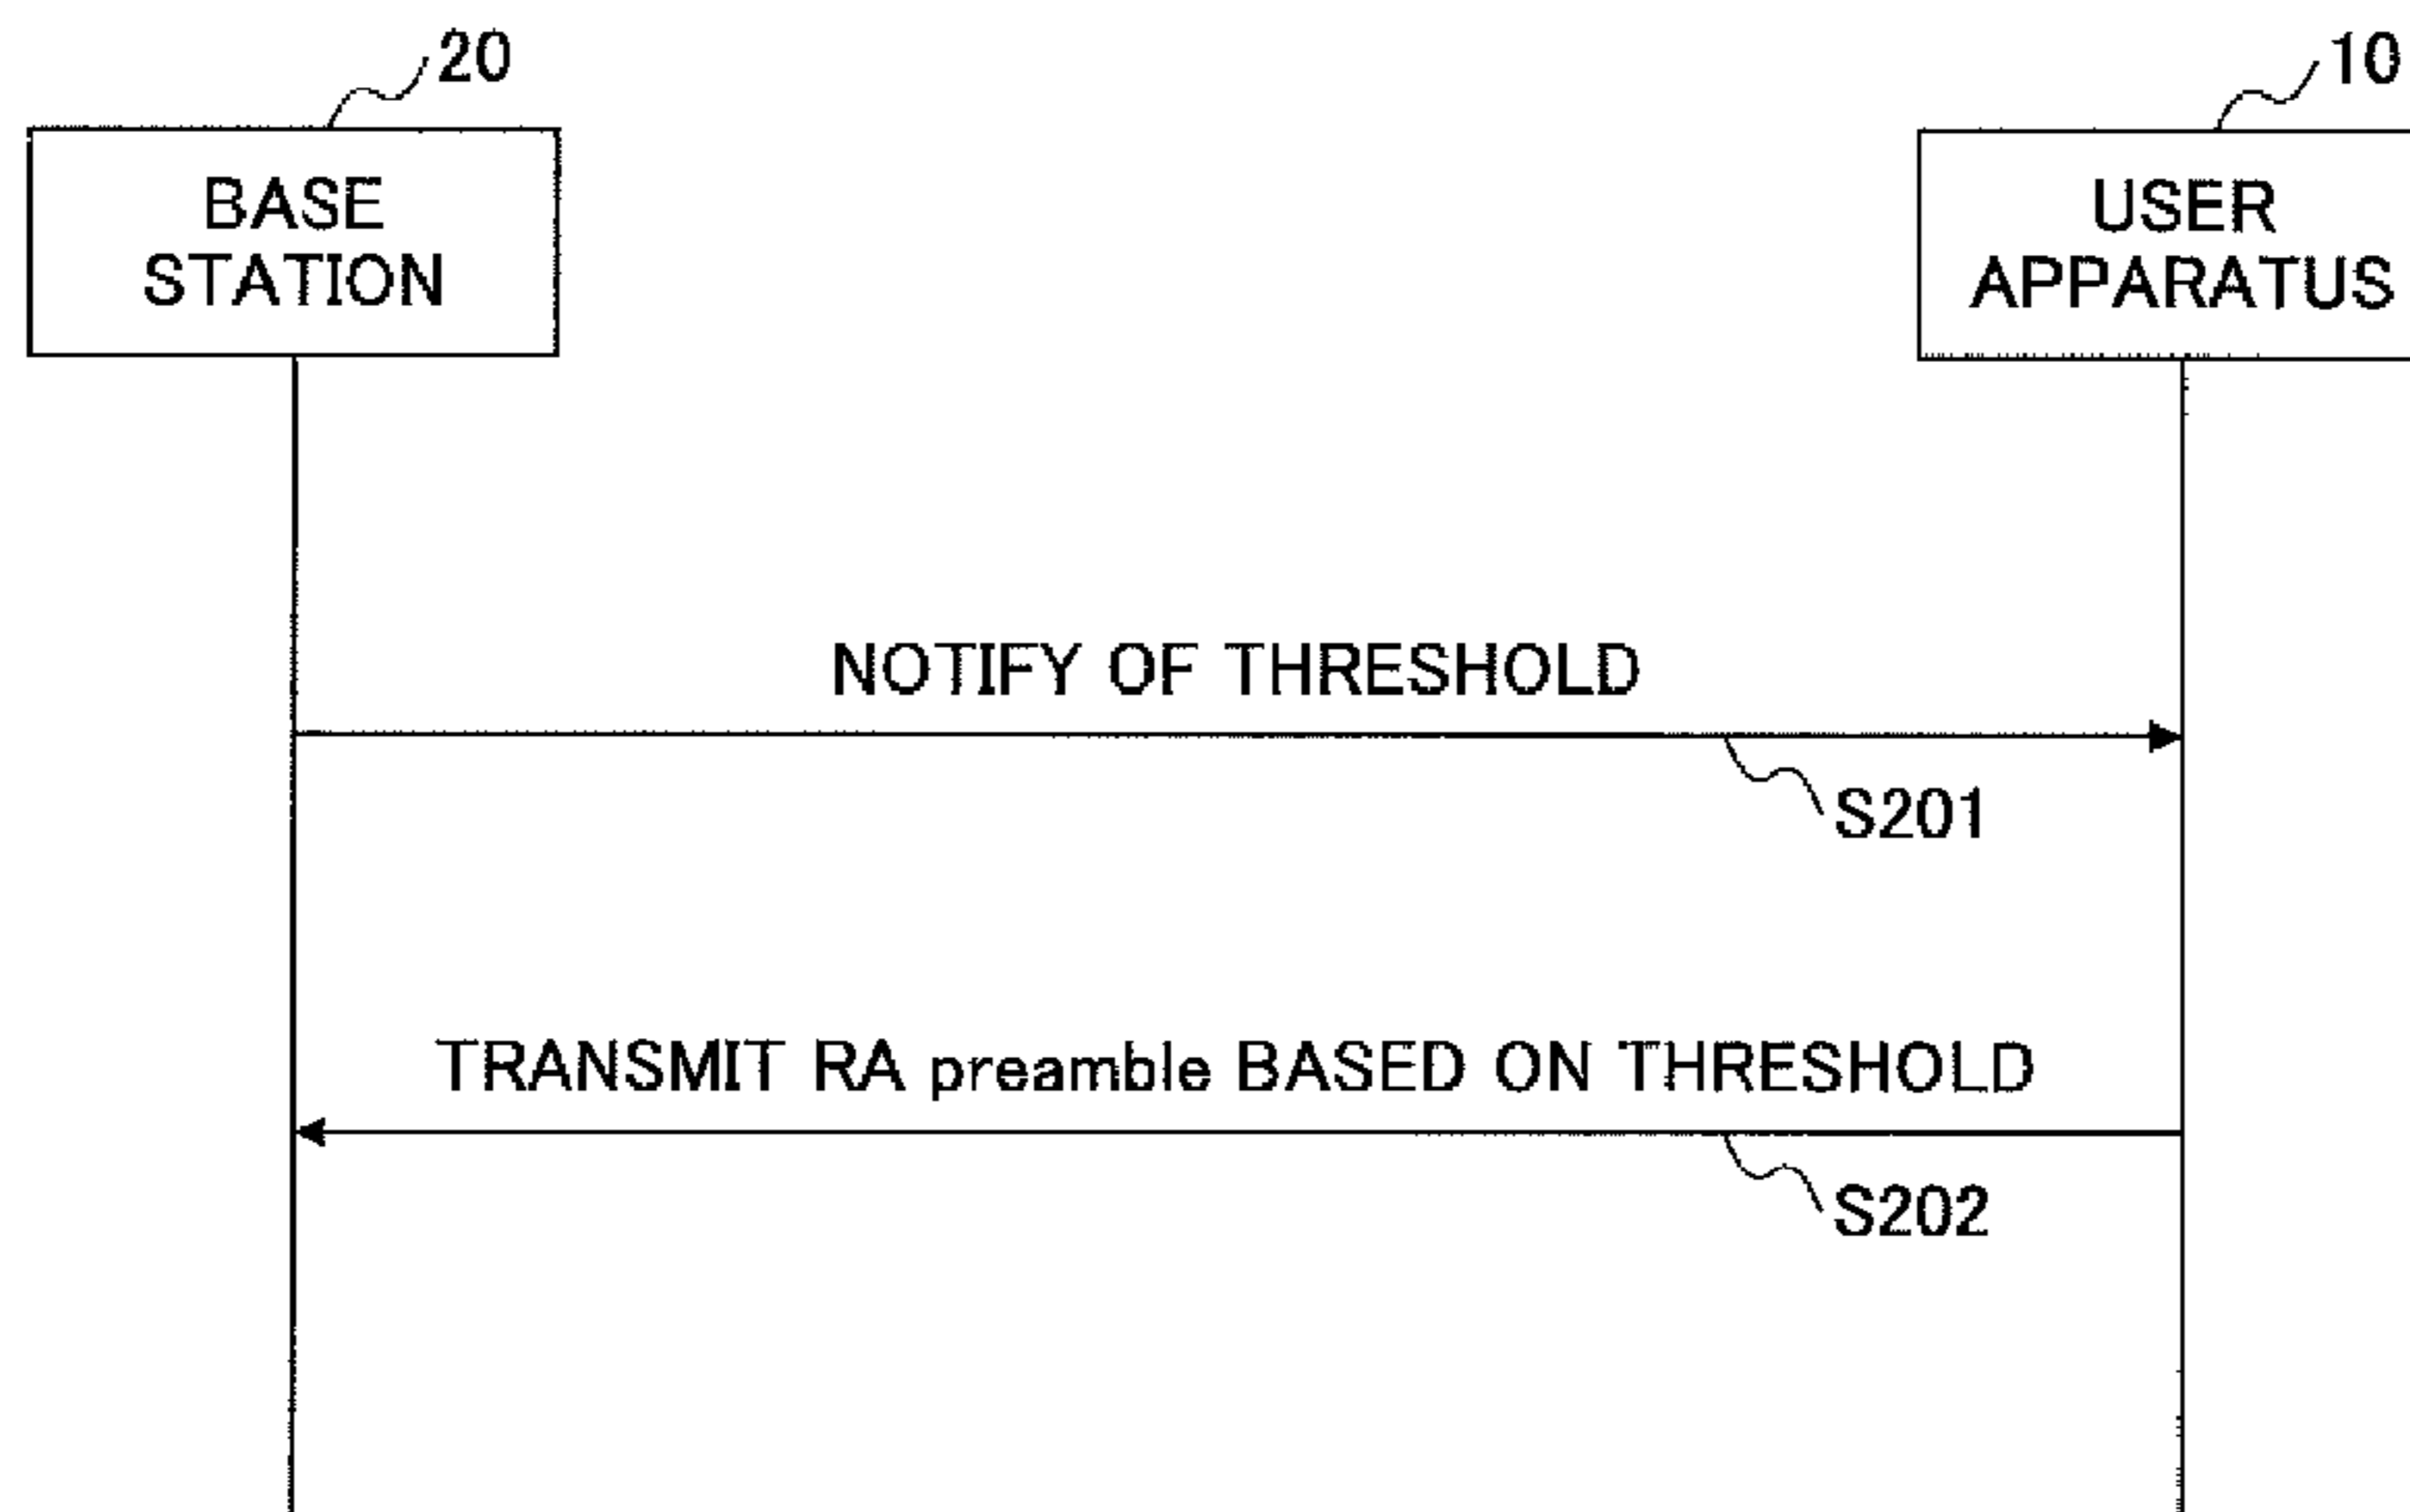 20
10
BASE
STATION
USER
APPARATUS
NOTIFY OF THRESHOLD
S201
TRANSMIT RA preamble BASED ON THRESHOLD
S202